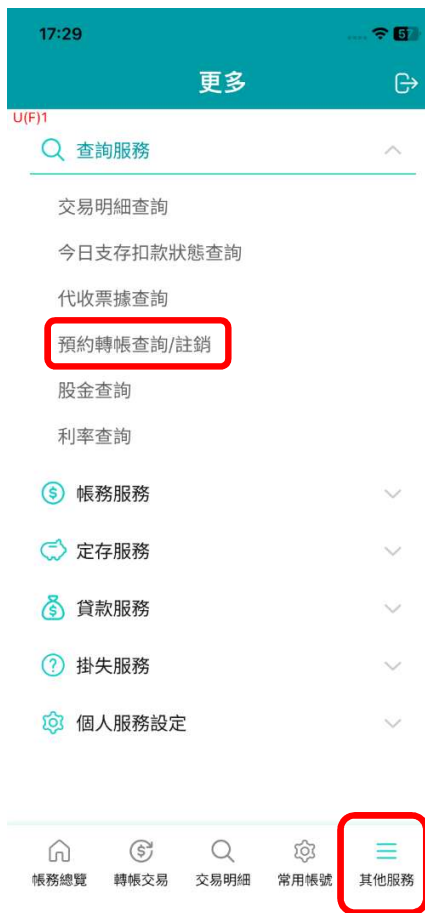 17:29
更多
U(F)1
查詢服務
交易明細查詢
今日支存扣款狀態查詢
代收票據查詢
預約轉帳查詢/註銷
股金查詢
利率查詢
帳務服務
定存服務
貸款服務
掛失服務
個人服務設定
帳務總覽 轉帳交易 交易明細 常用帳號 其他服務